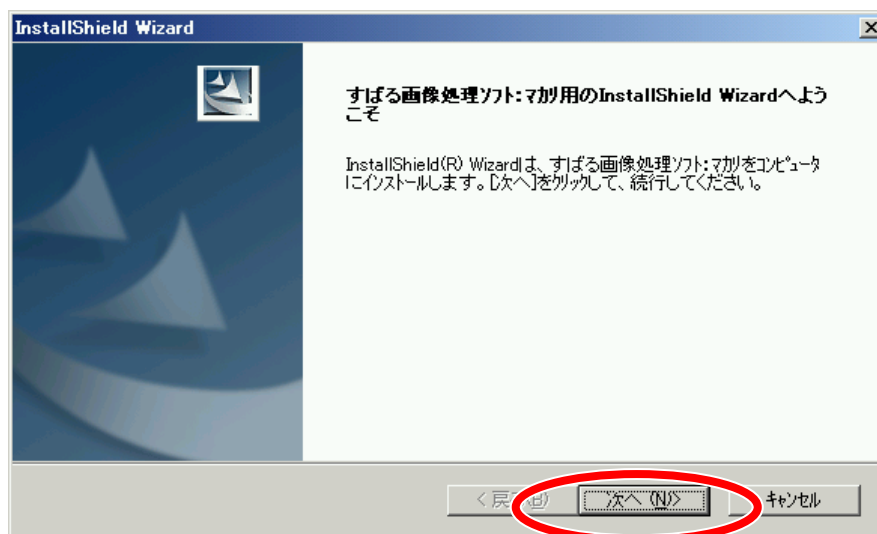 InstallShield Wizard
すばる画像処理ソフト:マカリ用のInstallShield Wizardへよう
こそ
InstallShield(R) Wizardは、すばる画像処理ソフト:マカリをコンピュータ
にインストールします。[次へ]をクリックして、続行してください。
< 戻る(B) 次へ (N)> キャンセル